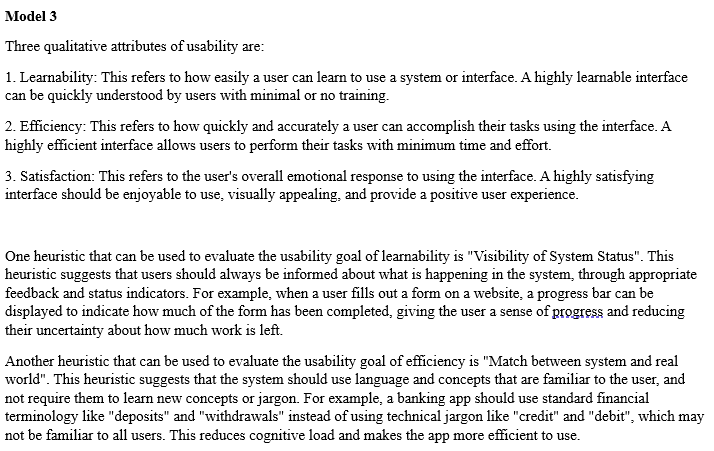 Model 3
Three qualitative attributes of usability are:
1. Learnability: This refers to how easily a user can learn to use a system or interface. A highly learnable interface
can be quickly understood by users with minimal or no training.
2. Efficiency: This refers to how quickly and accurately a user can accomplish their tasks using the interface. A
highly efficient interface allows users to perform their tasks with minimum time and effort.
3. Satisfaction: This refers to the user's overall emotional response to using the interface. A highly satisfying
interface should be enjoyable to use, visually appealing, and provide a positive user experience.
One heuristic that can be used to evaluate the usability goal of learnability is "Visibility of System Status". This
heuristic suggests that users should always be informed about what is happening in the system, through appropriate
feedback and status indicators. For example, when a user fills out a form on a website, a progress bar can be
displayed to indicate how much of the form has been completed, giving the user a sense of progress and reducing
their uncertainty about how much work is left.
Another heuristic that can be used to evaluate the usability goal of efficiency is "Match between system and real
world". This heuristic suggests that the system should use language and concepts that are familiar to the user, and
not require them to learn new concepts or jargon. For example, a banking app should use standard financial
terminology like "deposits" and "withdrawals" instead of using technical jargon like "credit" and "debit", which may
not be familiar to all users. This reduces cognitive load and makes the app more efficient to use.